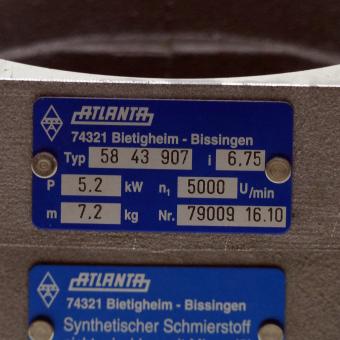 ATLANTA
74321 Bietigheim - Bissingen
Typ 58 43 907 i 6,75
P 5.2 kW n₁ 5000 U/min
m 7,2 kg Nr. 79009 16.10
ATLANTA
74321 Bietigheim - Bissingen
Synthetischer Schmierstoff